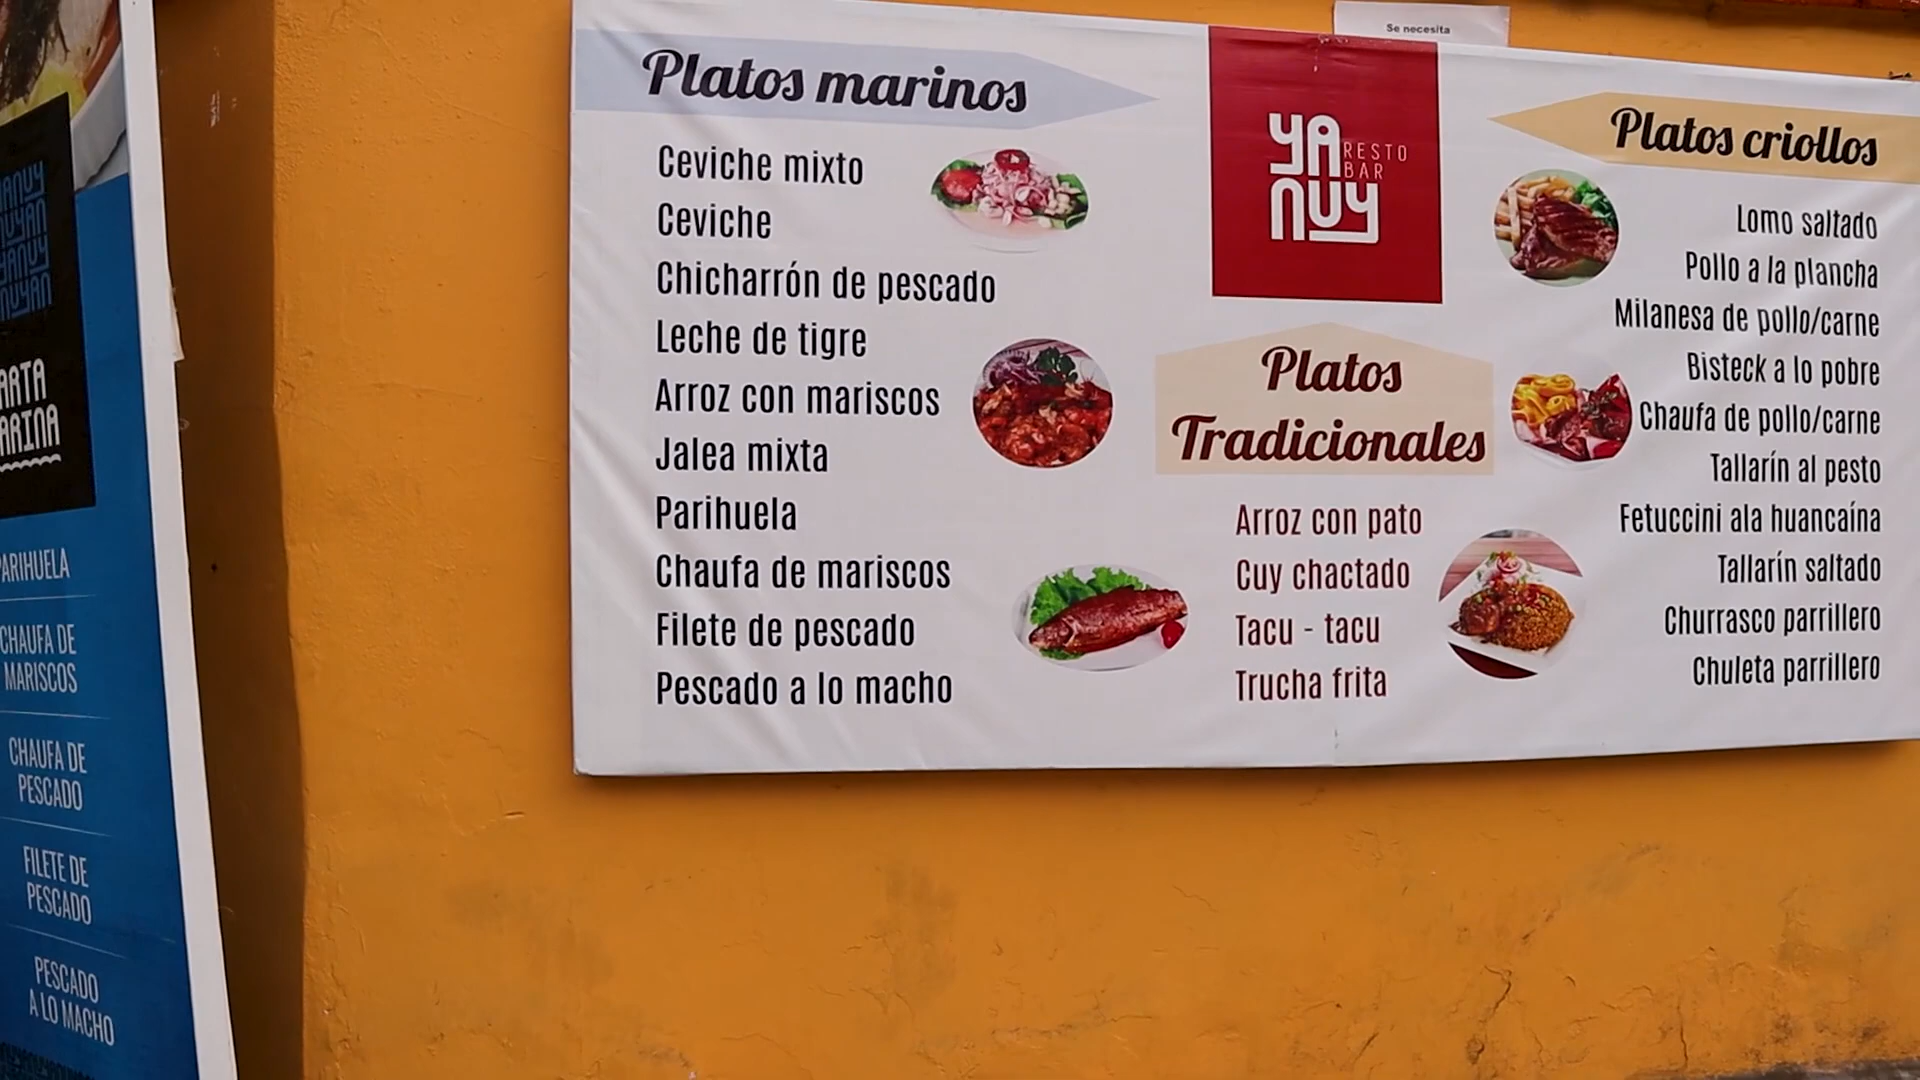 PARIHUELA
CHAUFA DE
MARISCOS
CHAUFA DE
PESCADO
FILETE DE
PESCADO
PESCADO
A LO MACHO
Se necesita
Platos marinos
Ceviche mixto
Ceviche
Chicharrón de pescado
Leche de tigre
Arroz con mariscos
Jalea mixta
Parihuela
Chaufa de mariscos
Filete de pescado
Pescado a lo macho
YA
NUY
RESTO
BAR
Platos
Tradicionales
Arroz con pato
Cuy chactado
Tacu - tacu
Trucha frita
Platos criollos
Lomo saltado
Pollo a la plancha
Milanesa de pollo/carne
Bisteck a lo pobre
Chaufa de pollo/carne
Tallarín al pesto
Fetuccini ala huancaína
Tallarín saltado
Churrasco parrillero
Chuleta parrillero